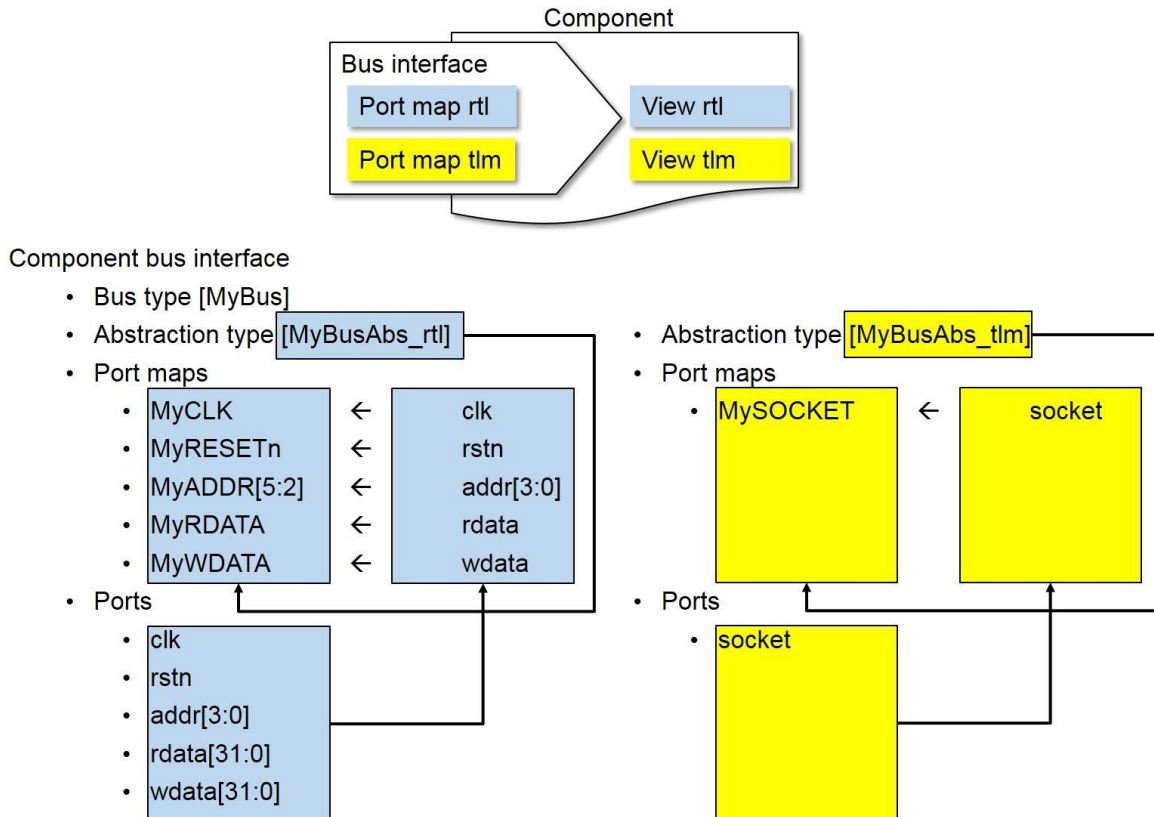 Component
Bus interface
Port map rtl
View rtl
Port map tlm
View tlm
Component bus interface
• Bus type [MyBus]
• Abstraction type [MyBusAbs_rtl]
• Port maps
• MyCLK ← clk
• MyRESETn ← rstn
• MyADDR[5:2] ← addr[3:0]
• MyRDATA ← rdata
• MyWDATA ← wdata
• Ports
• clk
• rstn
• addr[3:0]
• rdata[31:0]
• wdata[31:0]
• Abstraction type [MyBusAbs_tlm]
• Port maps
• MySOCKET ← socket
• Ports
• socket